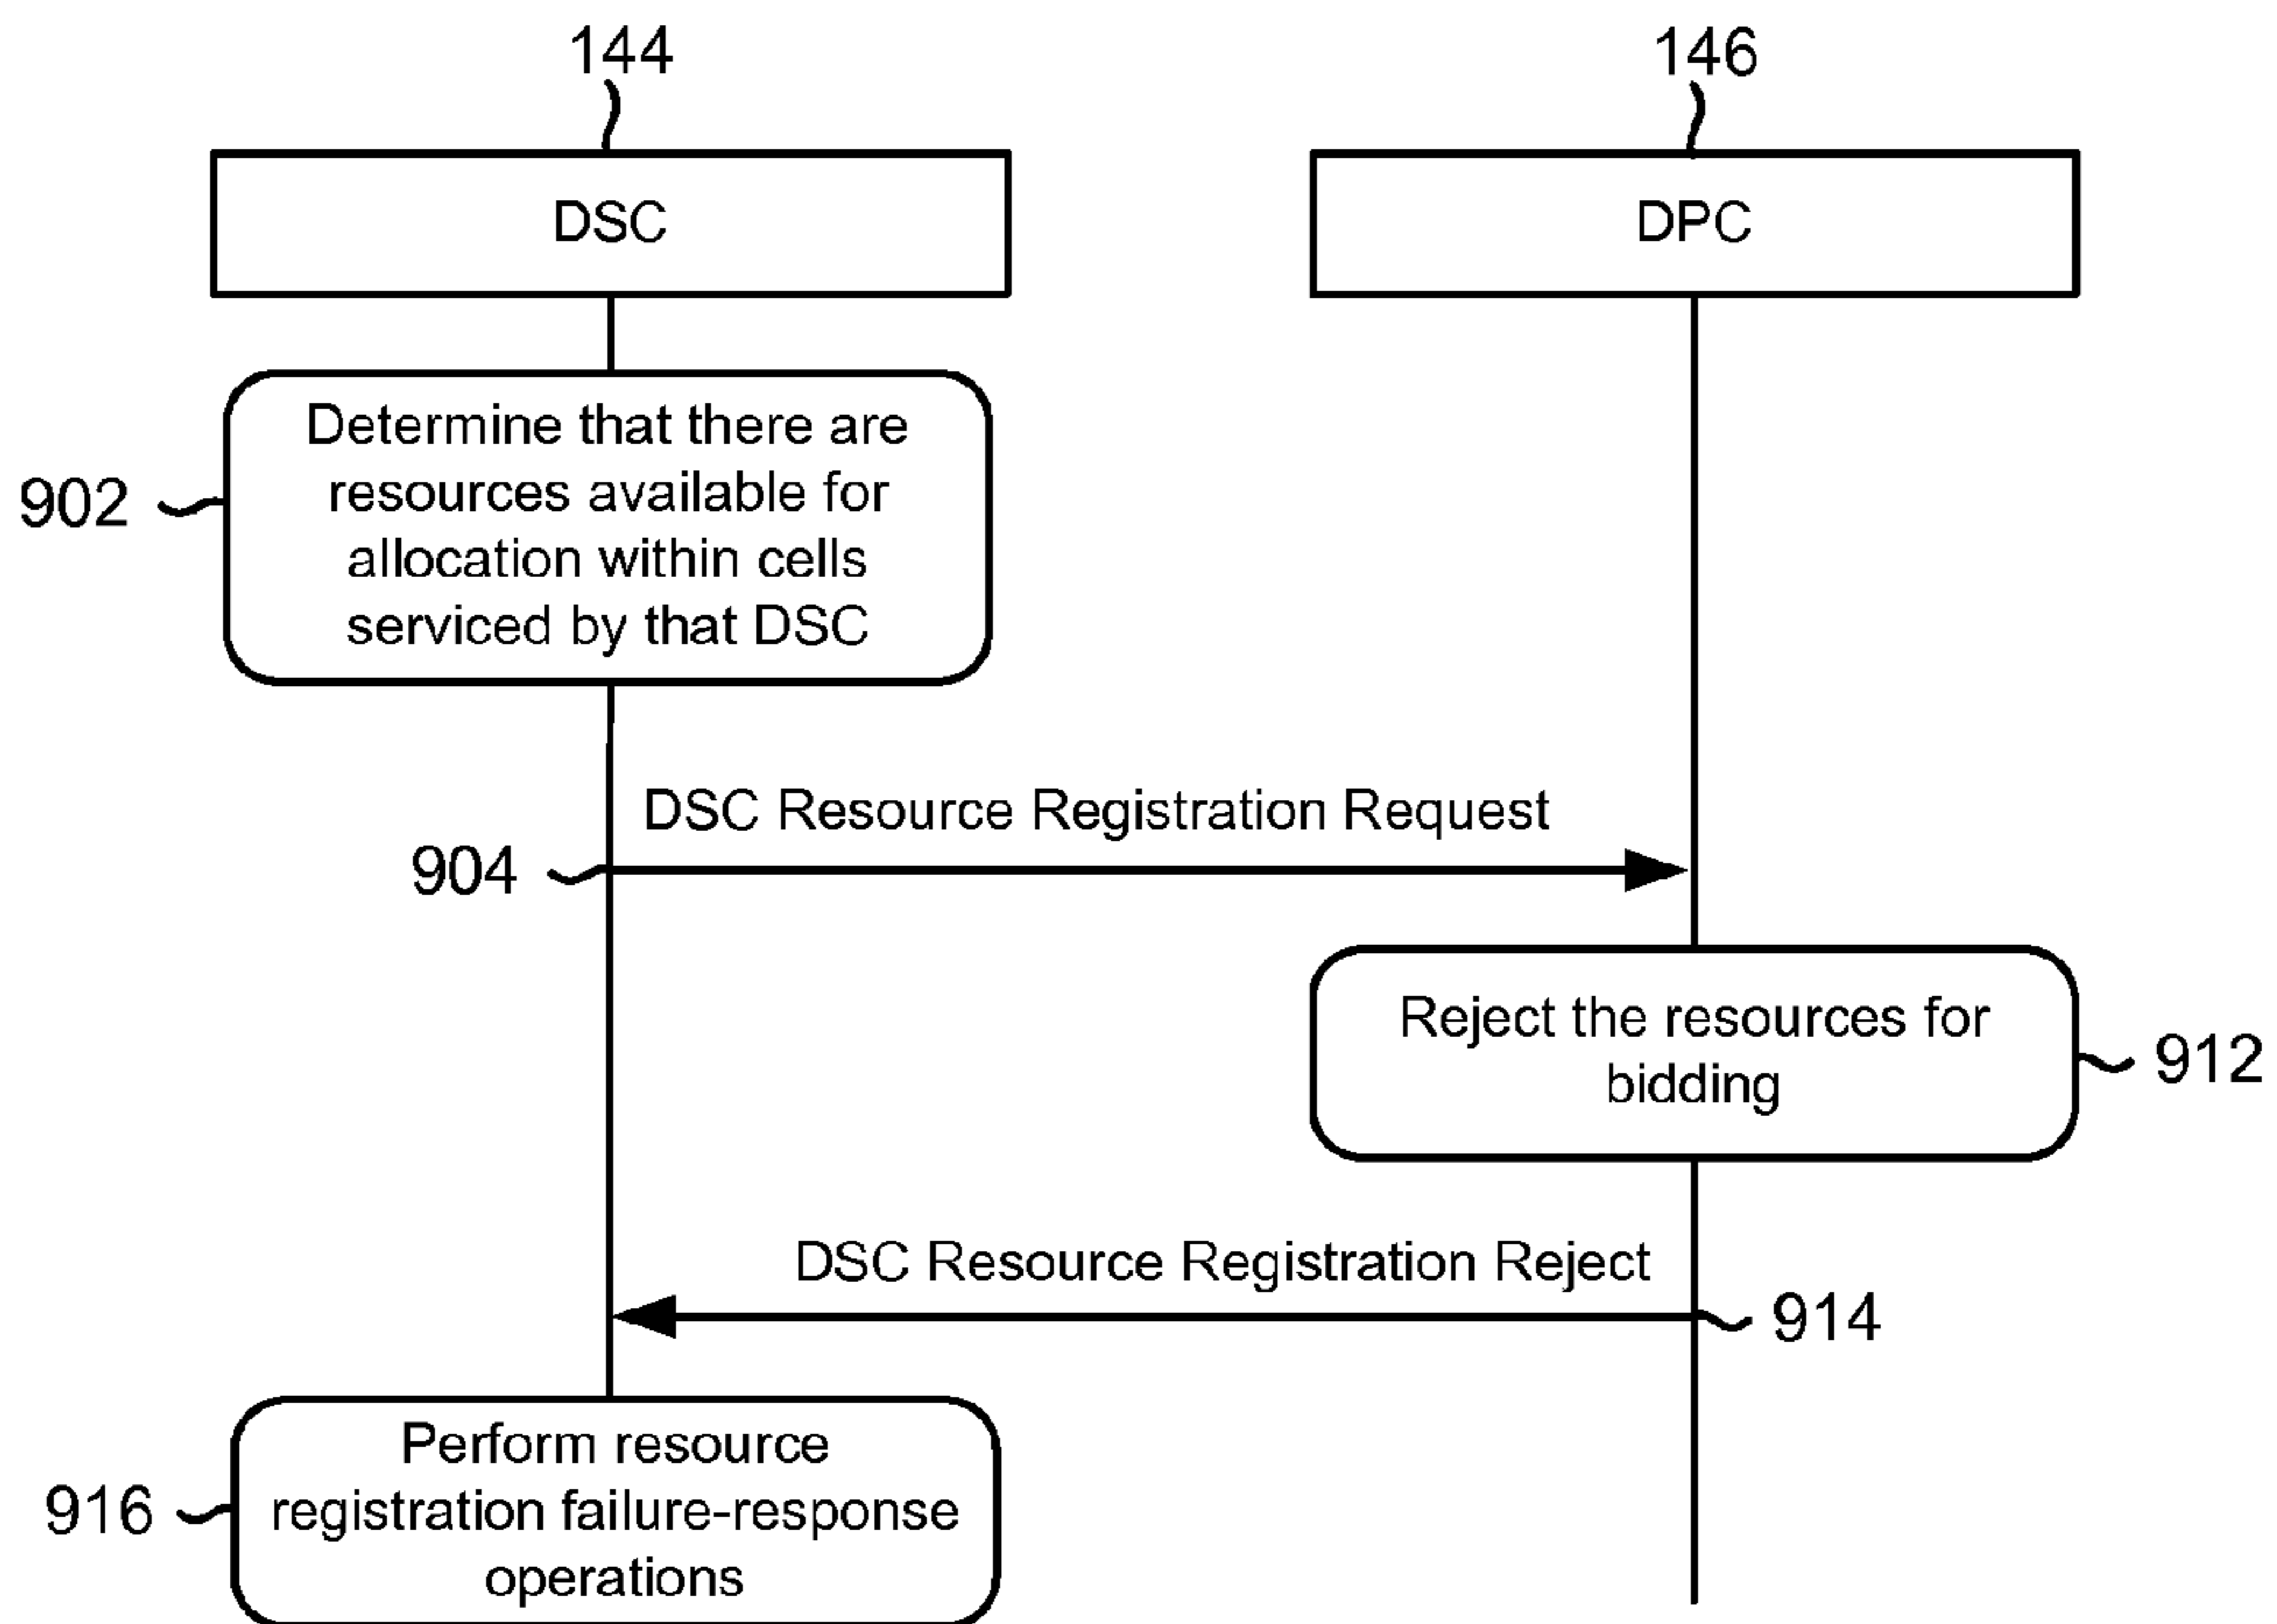 144
146
DSC
DPC
902
Determine that there are
resources available for
allocation within cells
serviced by that DSC
DSC Resource Registration Request
904
Reject the resources for
bidding
912
DSC Resource Registration Reject
914
916
Perform resource
registration failure-response
operations